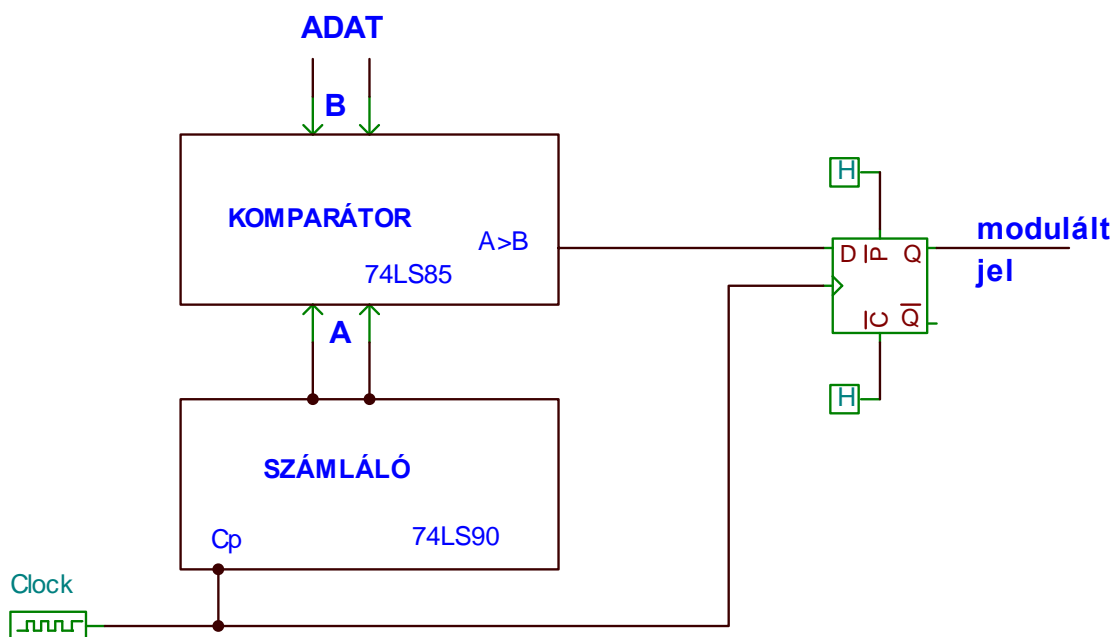 ADAT
B
KOMPARÁTOR
A>B
74LS85
A
SZÁMLÁLÓ
Cp
74LS90
Clock
H
D P Q
C Q
H
modulált
jel